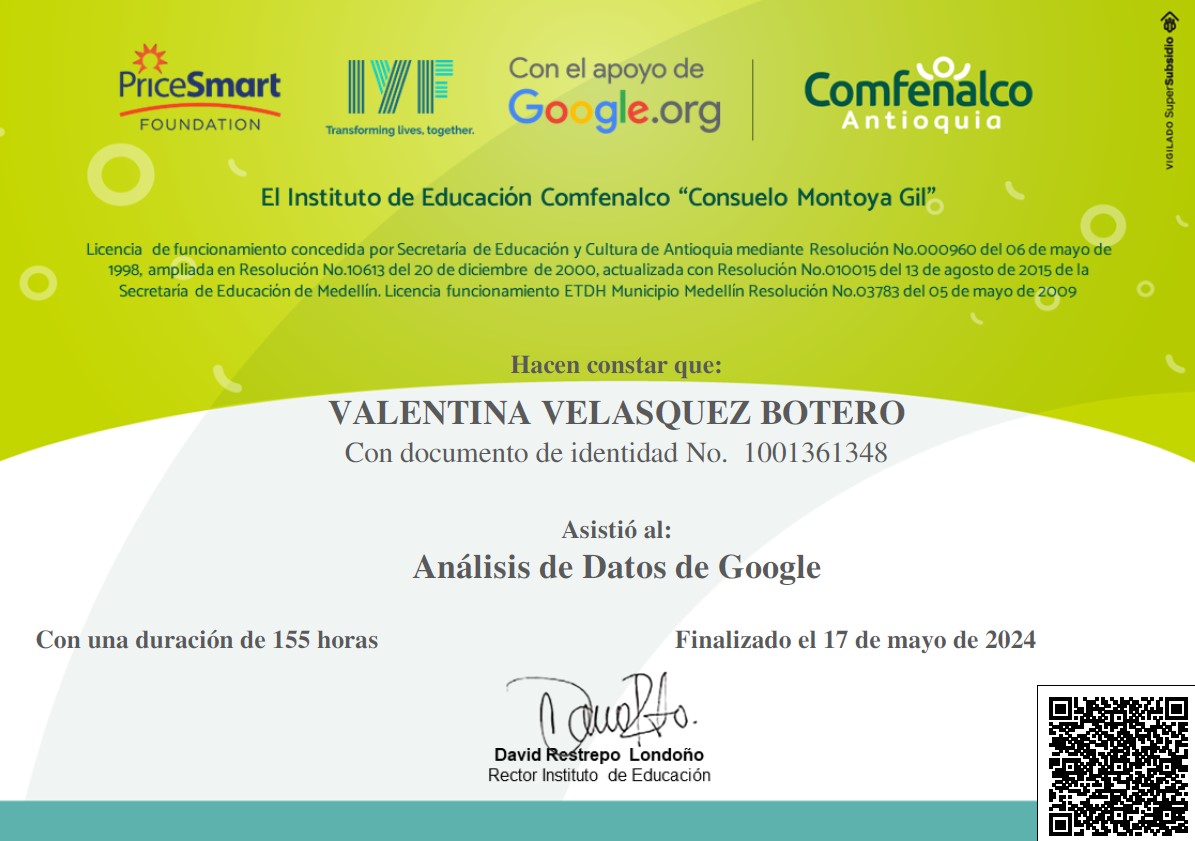 PriceSmart
FOUNDATION
IYF
Transforming lives, together.
Con el apoyo de
Google.org
Comfenalco
Antioquia
VIGILADO SuperSubsidio
El Instituto de Educación Comfenalco “Consuelo Montoya Gil”
Licencia de funcionamiento concedida por Secretaría de Educación y Cultura de Antioquia mediante Resolución No.000960 del 06 de mayo de
1998, ampliada en Resolución No.10613 del 20 de diciembre de 2000, actualizada con Resolución No.010015 del 13 de agosto de 2015 de la
Secretaría de Educación de Medellín. Licencia funcionamiento ETDH Municipio Medellín Resolución No.03783 del 05 de mayo de 2009
Hacen constar que:
VALENTINA VELASQUEZ BOTERO
Con documento de identidad No. 1001361348
Asistió al:
Análisis de Datos de Google
Con una duración de 155 horas
Finalizado el 17 de mayo de 2024
David Restrepo Londoño
Rector Instituto de Educación